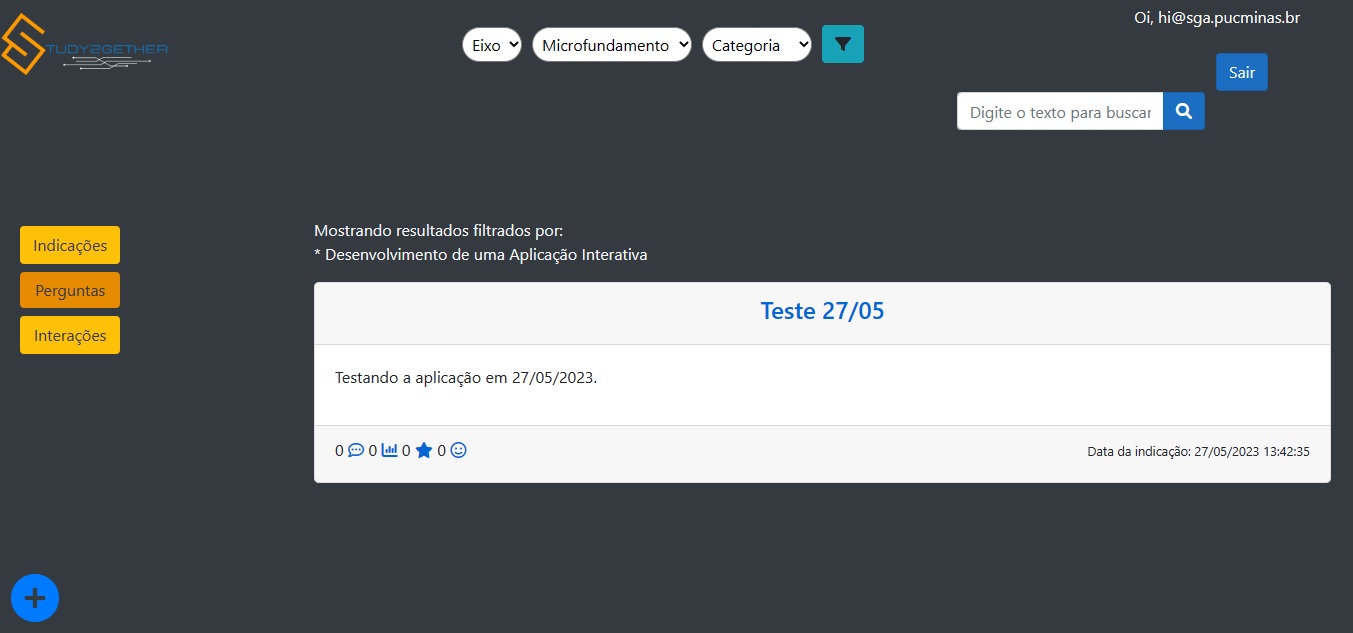 Oi, hi@sga.pucminas.br
TUDY2GETHER
Eixo
Microfundamento
Categoria
Sair
Digite o texto para buscar
Indicações
Perguntas
Interações
Mostrando resultados filtrados por:
* Desenvolvimento de uma Aplicação Interativa
Teste 27/05
Testando a aplicação em 27/05/2023.
0 0 0 0
Data da indicação: 27/05/2023 13:42:35